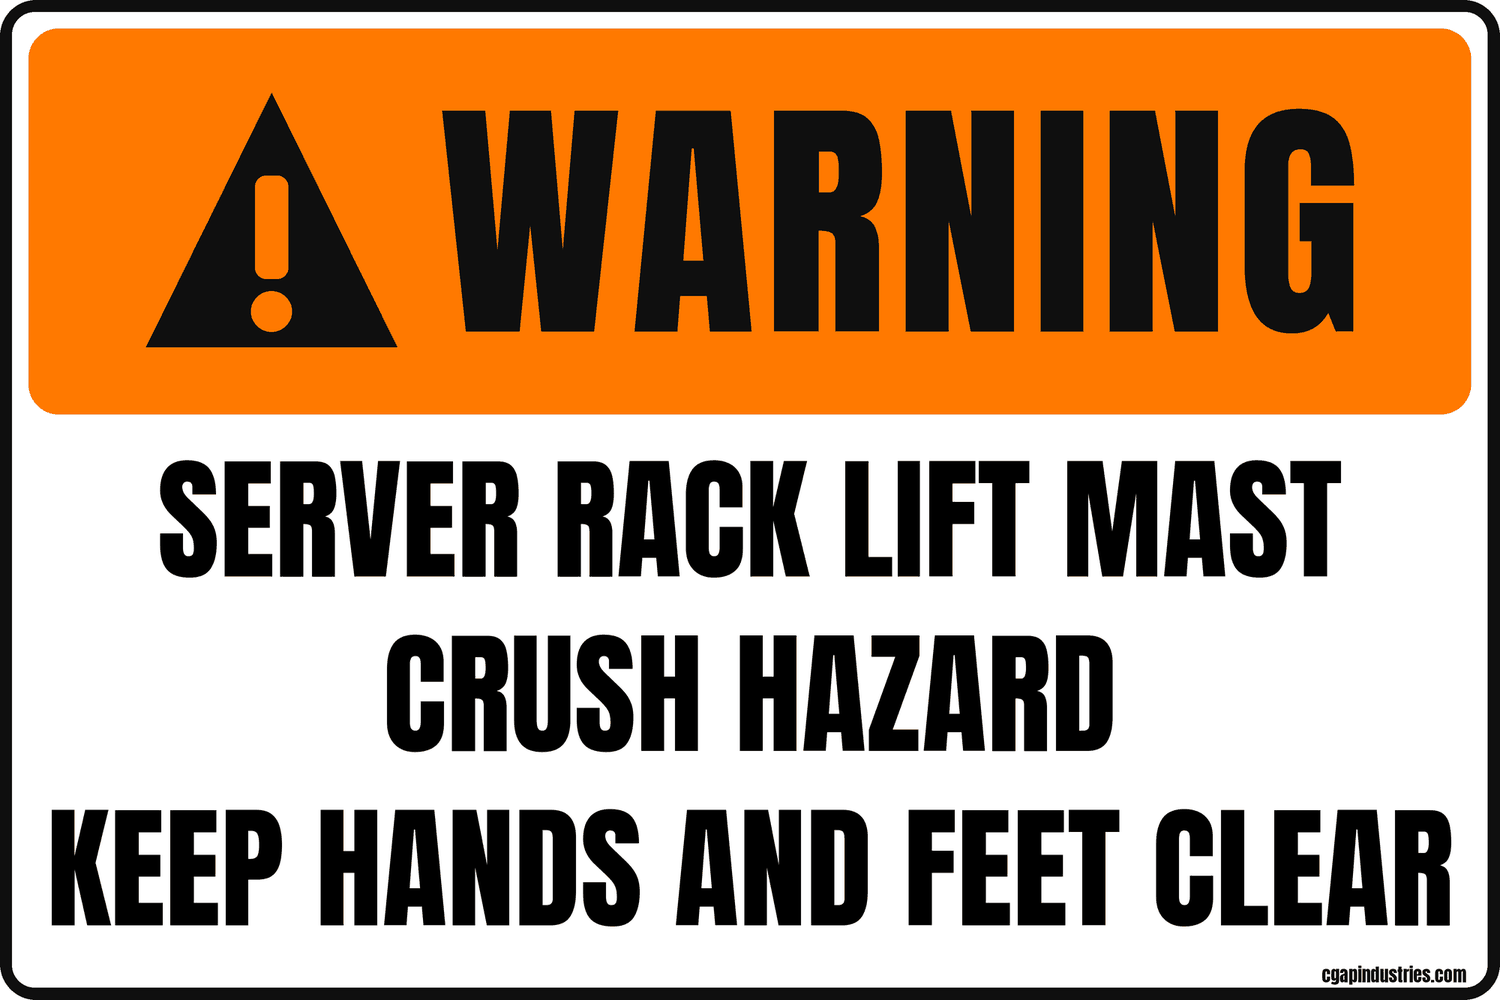 WARNING
SERVER RACK LIFT MAST
CRUSH HAZARD
KEEP HANDS AND FEET CLEAR
cgapindustries.com